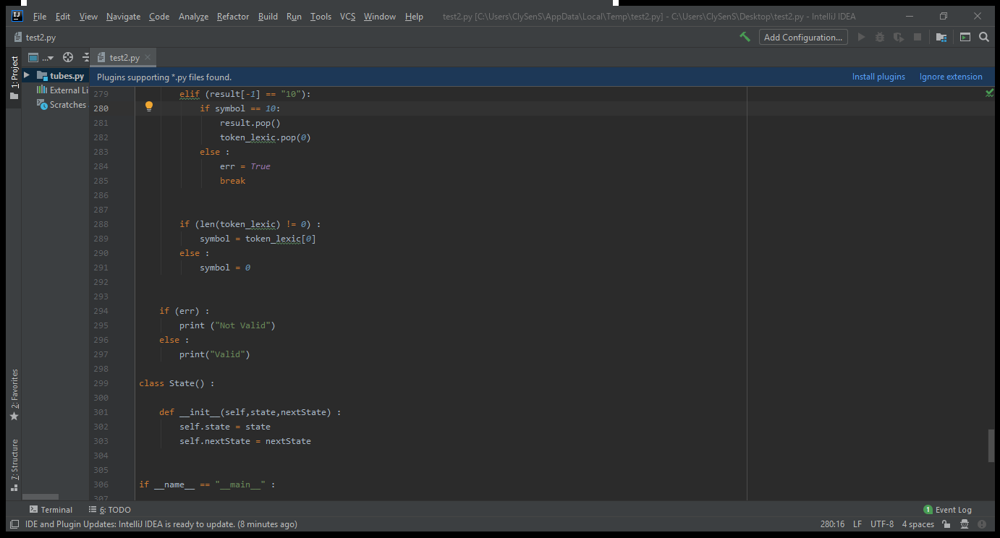 File Edit View Navigate Code Analyze Refactor Build Run Tools VCS Window Help test2.py [C:\Users\ClySenS\AppData\Local\Temp\test2.py] - C:\Users\ClySenS\Desktop\test2.py - IntelliJ IDEA
test2.py Add Configuration...
1: Project ... test2.py
tubes.py Plugins supporting *.py files found. Install plugins Ignore extension
External Li
Scratches
279 elif (result[-1] == "10"):
280 if symbol == 10:
281 result.pop()
282 token_lexic.pop(0)
283 else :
284 err = True
285 break
286
287
288 if (len(token_lexic) != 0) :
289 symbol = token_lexic[0]
290 else :
291 symbol = 0
292
293
294 if (err) :
295 print ("Not Valid")
296 else :
297 print("Valid")
298
299 class State() :
300
301 def __init__(self,state,nextState) :
302 self.state = state
303 self.nextState = nextState
304
305
306 if __name__ == "__main__" :
307
2: Favorites
7: Structure
Terminal 6: TODO 1 Event Log
IDE and Plugin Updates: IntelliJ IDEA is ready to update. (8 minutes ago) 280:16 LF UTF-8 4 spaces